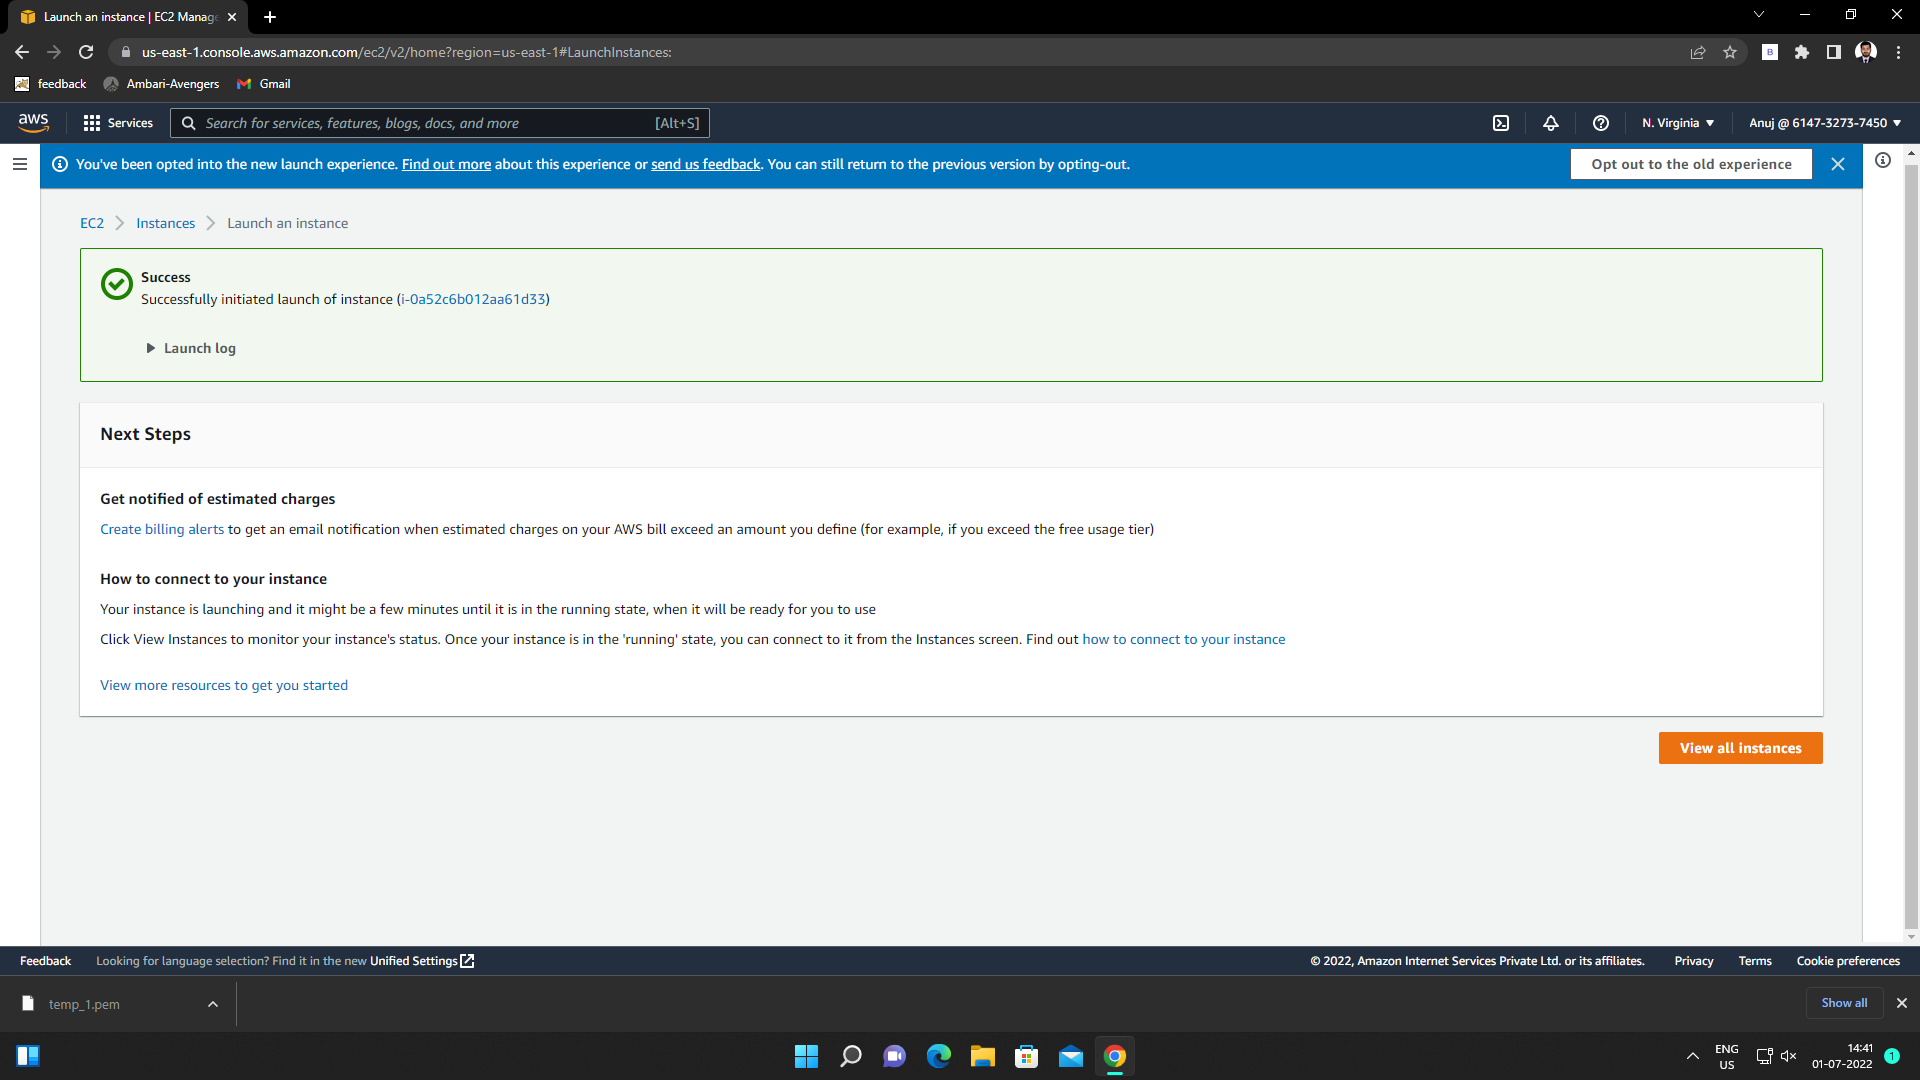 Launch an instance | EC2 Manage
us-east-1.console.aws.amazon.com/ec2/v2/home?region=us-east-1#LaunchInstances:
B
feedback
Ambari-Avengers
Gmail
aws
Services
Search for services, features, blogs, docs, and more
[Alt+S]
N. Virginia
Anuj @ 6147-3273-7450
You've been opted into the new launch experience. Find out more about this experience or send us feedback. You can still return to the previous version by opting-out.
Opt out to the old experience
EC2
Instances
Launch an instance
Success
Successfully initiated launch of instance (i-0a52c6b012aa61d33)
Launch log
Next Steps
Get notified of estimated charges
Create billing alerts to get an email notification when estimated charges on your AWS bill exceed an amount you define (for example, if you exceed the free usage tier)
How to connect to your instance
Your instance is launching and it might be a few minutes until it is in the running state, when it will be ready for you to use
Click View Instances to monitor your instance's status. Once your instance is in the 'running' state, you can connect to it from the Instances screen. Find out how to connect to your instance
View more resources to get you started
View all instances
Feedback
Looking for language selection? Find it in the new Unified Settings
© 2022, Amazon Internet Services Private Ltd. or its affiliates.
Privacy
Terms
Cookie preferences
temp_1.pem
Show all
ENG
US
14:41
01-07-2022
1